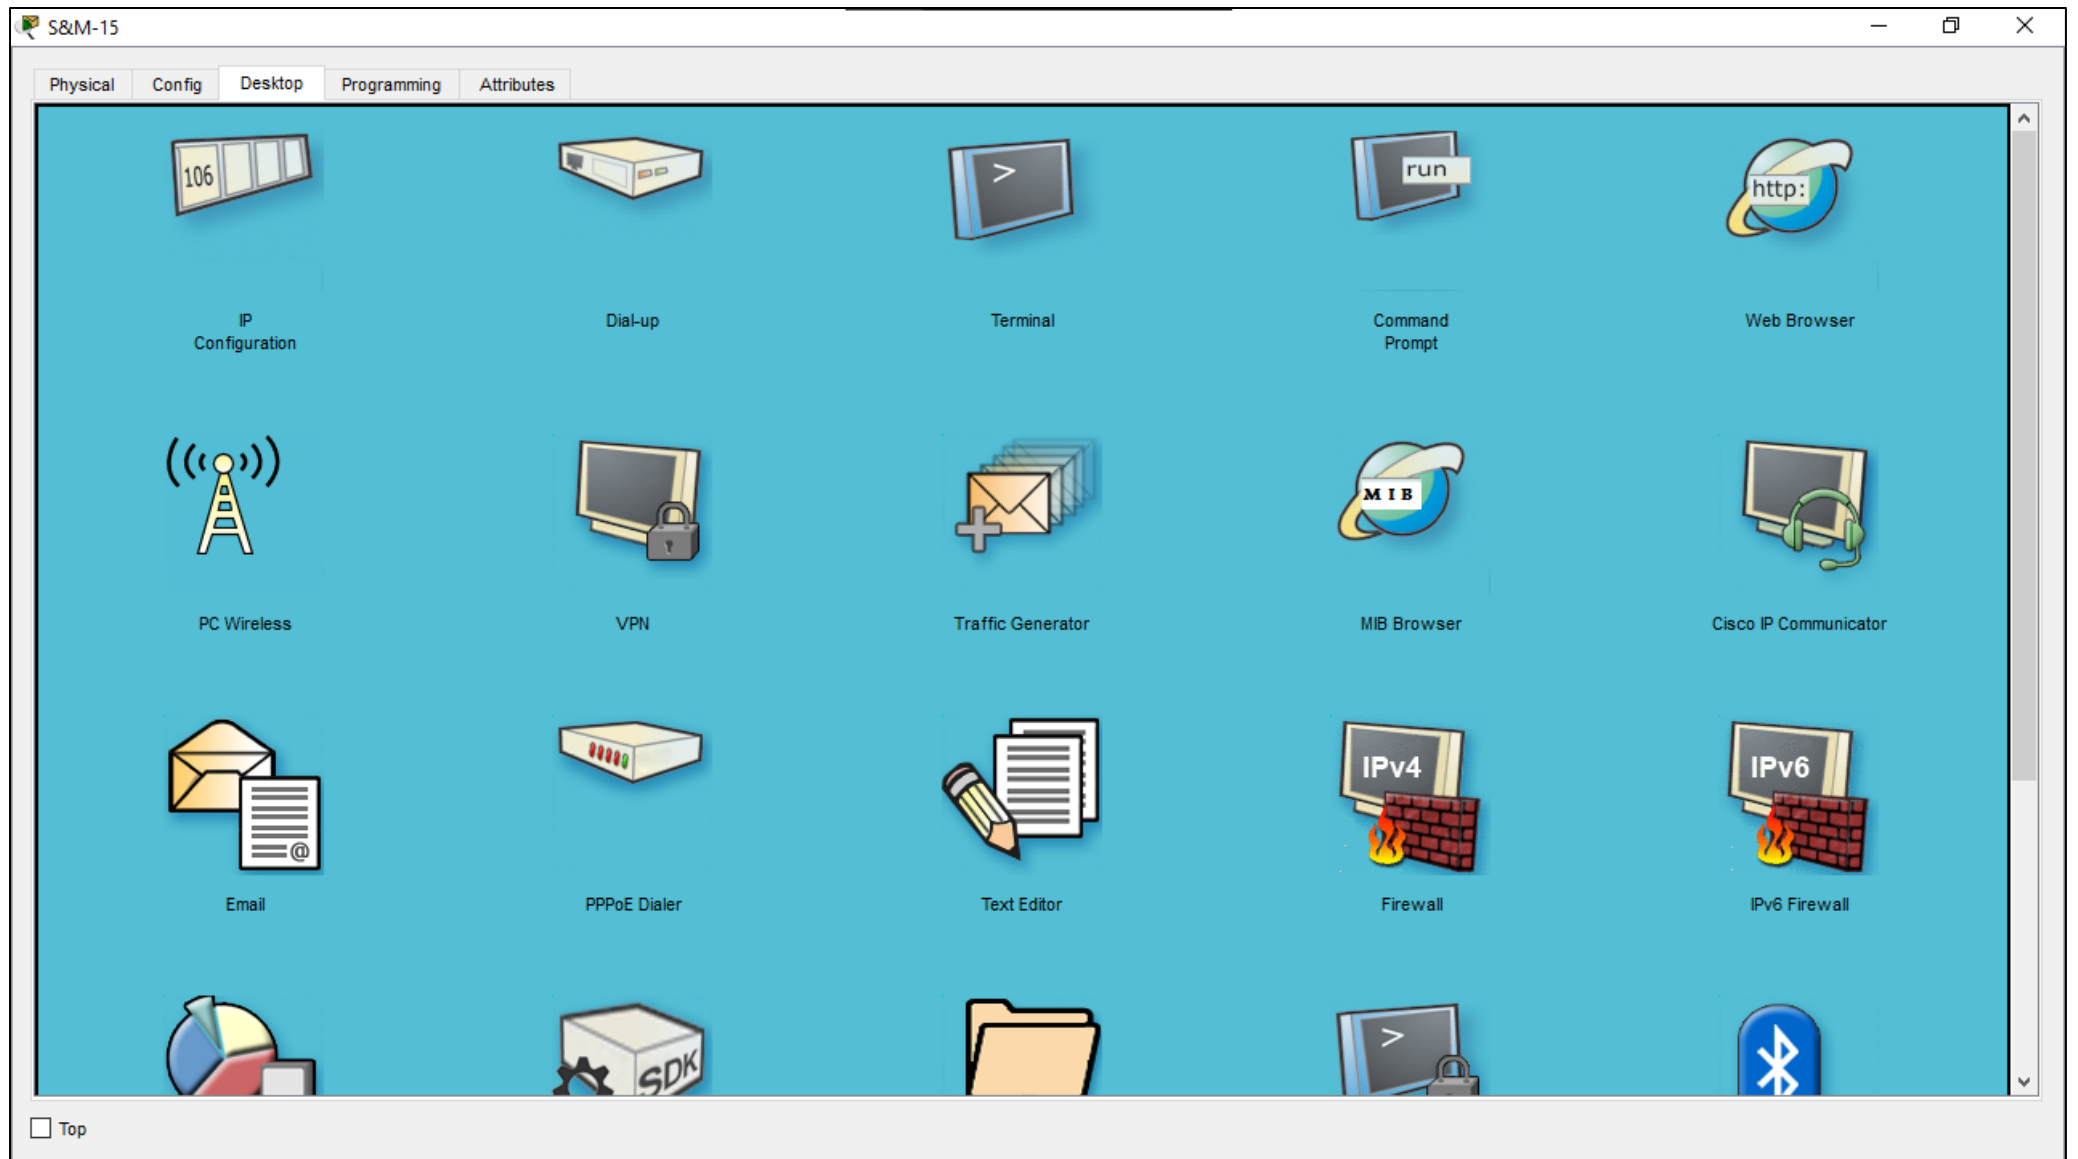 S&M-15
Physical Config Desktop Programming Attributes
106
>
run
http:
IP
Configuration
Dial-up
Terminal
Command
Prompt
Web Browser
MIB
PC Wireless
VPN
Traffic Generator
MIB Browser
Cisco IP Communicator
@
IPv4
IPv6
Email
PPPoE Dialer
Text Editor
Firewall
IPv6 Firewall
SDK
>
Top